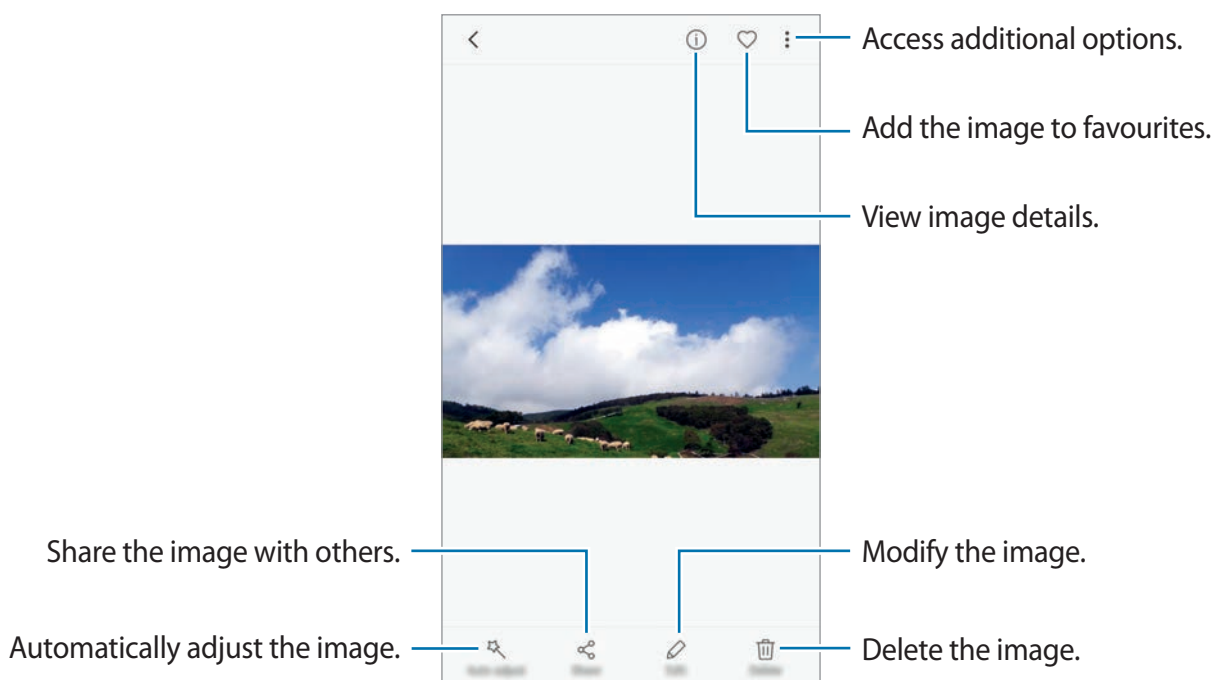 Access additional options.
Add the image to favourites.
View image details.
Share the image with others.
Modify the image.
Automatically adjust the image.
Delete the image.